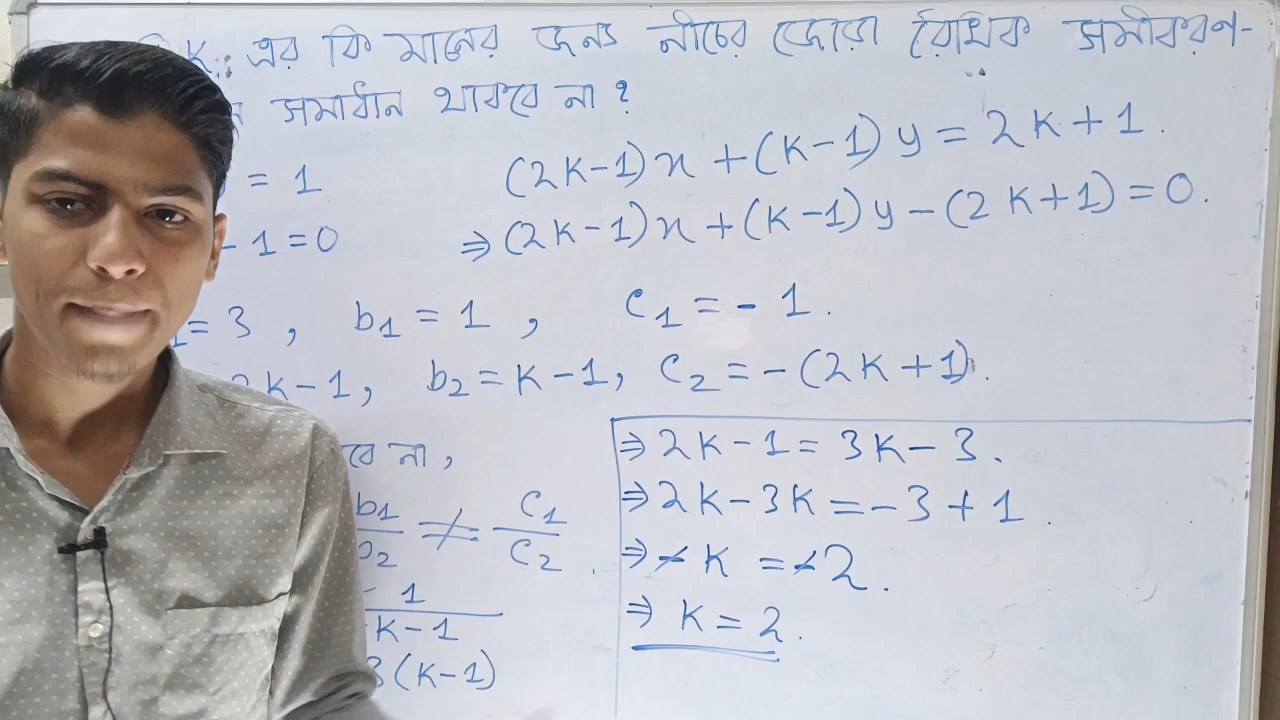 K এর কি মানের জন্য নীচের জোড়া রৈখিক সমীকরণ-
সমাধান থাকবে না ?
= 1 (2K-1)x + (K-1) y = 2K + 1.
- 1 = 0 ⇒ (2K-1)x + (K-1) y - (2K+1) = 0.
1 = 3 , b₁ = 1 , C₁ = - 1.
2K-1, b₂ = K-1, C₂ = -(2K+1).
বে না ,
b₁/b₂ ≠ C₁/C₂ .
1
K-1
3(K-1)
⇒ 2K - 1 = 3K - 3.
⇒ 2K - 3K = -3 + 1.
⇒ -K = -2.
⇒ K = 2.